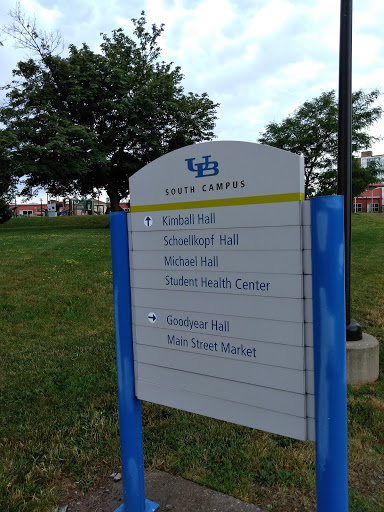 UB
SOUTH CAMPUS
Kimball Hall
Schoellkopf Hall
Michael Hall
Student Health Center
Goodyear Hall
Main Street Market